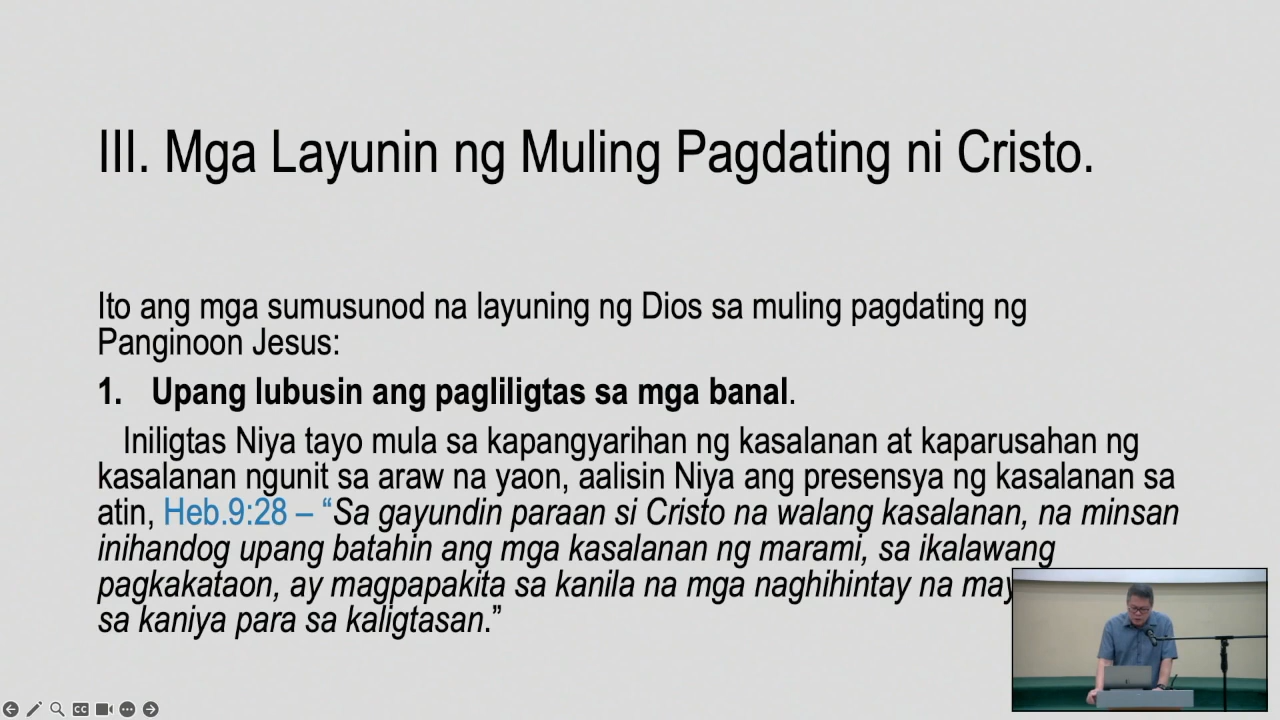 III. Mga Layunin ng Muling Pagdating ni Cristo.
Ito ang mga sumusunod na layuning ng Dios sa muling pagdating ng
Panginoon Jesus:
1. Upang lubusin ang pagliligtas sa mga banal.
Iniligtas Niya tayo mula sa kapangyarihan ng kasalanan at kaparusahan ng
kasalanan ngunit sa araw na yaon, aalisin Niya ang presensya ng kasalanan sa
atin, Heb.9:28 – “Sa gayundin paraan si Cristo na walang kasalanan, na minsan
inihandog upang batahin ang mga kasalanan ng marami, sa ikalawang
pagkakataon, ay magpapakita sa kanila na mga naghihintay na
sa kaniya para sa kaligtasan.”
CC